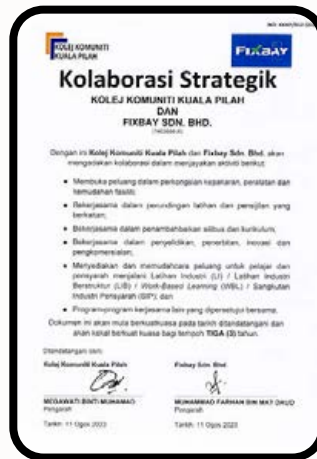 KOLEJ KOMUNITI
KUALA PILAH
FIXBAY
Kolaborasi Strategik
KOLEJ KOMUNITI KUALA PILAH
DAN
FIXBAY SDN. BHD.
Dengan ini Kolej Komuniti Kuala Pilah dan Fixbay Sdn. Bhd. akan
mengadakan kolaborasi dalam menjayakan aktiviti berikut:
• Membuka peluang dalam perkongsian kepakaran, peralatan dan
kemudahan fasiliti;
• Bekerjasama dalam perundingan latihan dan pensijilan yang
berkaitan;
• Bekerjasama dalam penambahbaikan silibus dan kurikulum;
• Bekerjasama dalam penyelidikan, penerbitan, inovasi dan
pengkomersialan;
• Menyediakan dan memudahcara peluang untuk pelajar dan
pensyarah menjalani Latihan Industri (LI) / Latihan Industri
Berstruktur (LIB) / Work-Based Learning (WBL) / Sangkutan
Industri Pensyarah (SIP); dan
• Program-program kerjasama lain yang dipersetujui bersama.
Dokumen ini akan mula berkuatkuasa pada tarikh ditandatangani dan
akan kekal berkuat kuasa bagi tempoh TIGA (3) tahun.
Ditandatangani oleh:
Kolej Komuniti Kuala Pilah Fixbay Sdn. Bhd.
MEGAWATI BINTI MUHAMAD MUHAMMAD FARHAN BIN MAT DAUD
Pengarah Pengarah
Tarikh: 11 Ogos 2023 Tarikh: 11 Ogos 2023